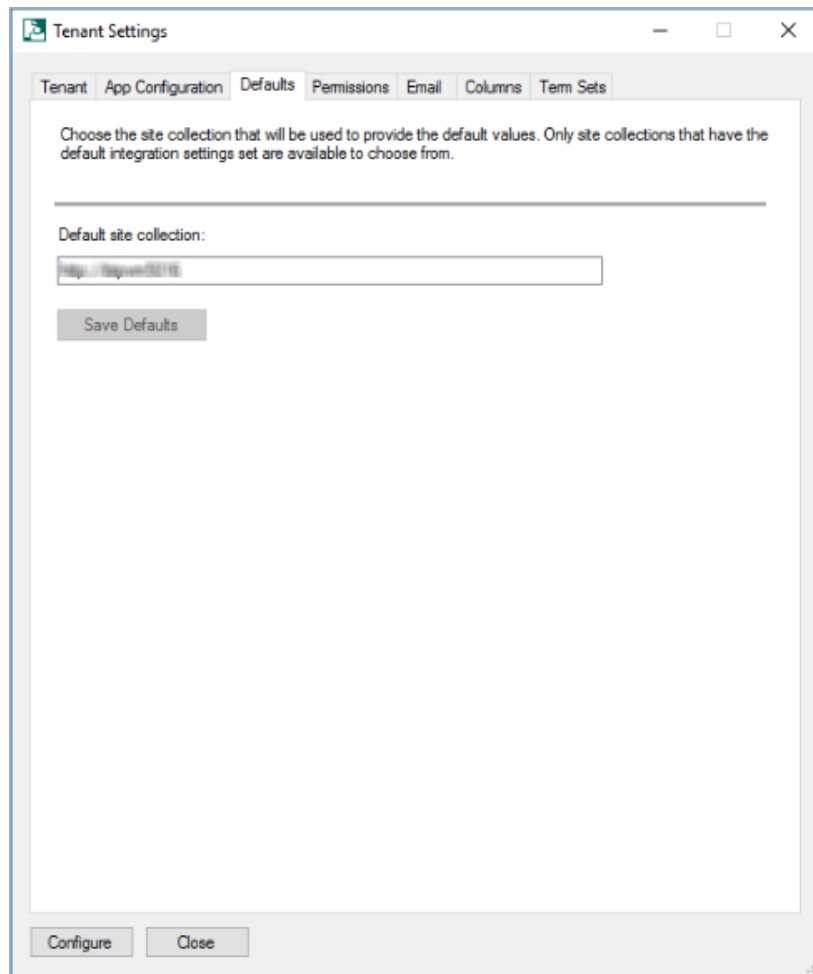 Tenant Settings
Tenant App Configuration Defaults Permissions Email Columns Term Sets
Choose the site collection that will be used to provide the default values. Only site collections that have the
default integration settings set are available to choose from.
Default site collection:
Save Defaults
Configure Close